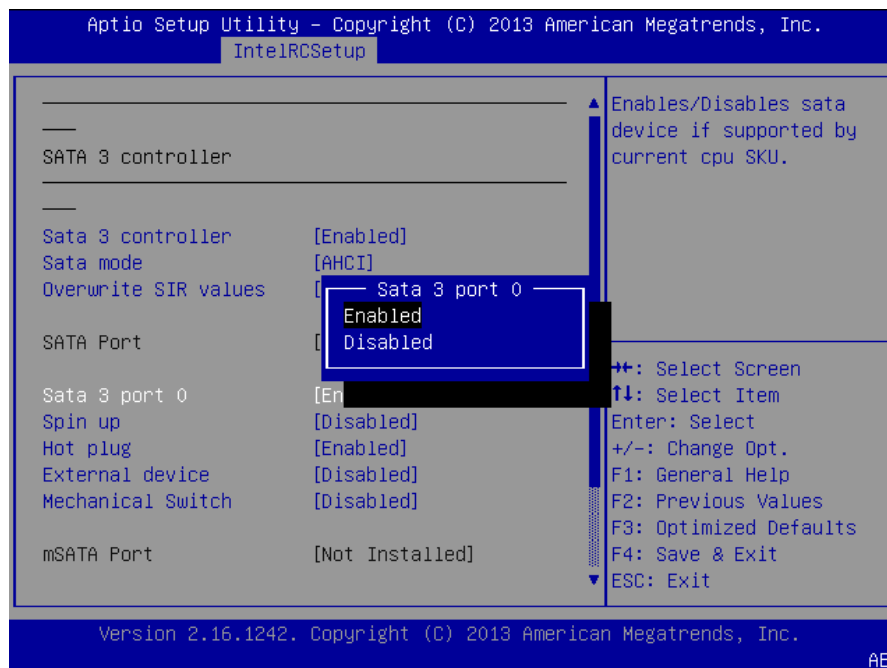 Aptio Setup Utility – Copyright (C) 2013 American Megatrends, Inc.
IntelRCSetup
SATA 3 controller
Sata 3 controller [Enabled]
Sata mode [AHCI]
Overwrite SIR values [
SATA Port [
Sata 3 port 0 [En
Spin up [Disabled]
Hot plug [Enabled]
External device [Disabled]
Mechanical Switch [Disabled]
mSATA Port [Not Installed]
Sata 3 port 0
Enabled
Disabled
Enables/Disables sata
device if supported by
current cpu SKU.
→←: Select Screen
↑↓: Select Item
Enter: Select
+/-: Change Opt.
F1: General Help
F2: Previous Values
F3: Optimized Defaults
F4: Save & Exit
ESC: Exit
Version 2.16.1242. Copyright (C) 2013 American Megatrends, Inc.
AB